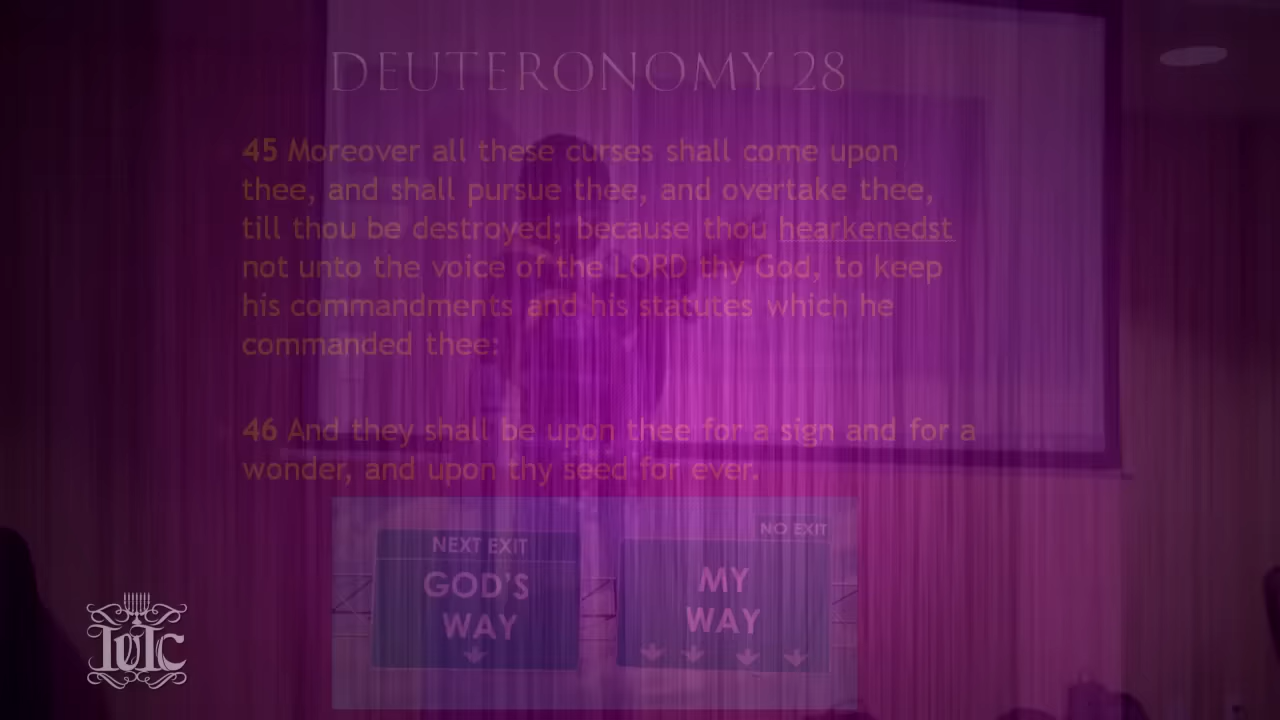 DEUTERONOMY 28
45 Moreover all these curses shall come upon
thee, and shall pursue thee, and overtake thee,
till thou be destroyed; because thou hearkenedst
not unto the voice of the LORD thy God, to keep
his commandments and his statutes which he
commanded thee:
46 And they shall be upon thee for a sign and for a
wonder, and upon thy seed for ever.
NEXT EXIT
GOD'S
WAY
NO EXIT
MY
WAY
IUIC